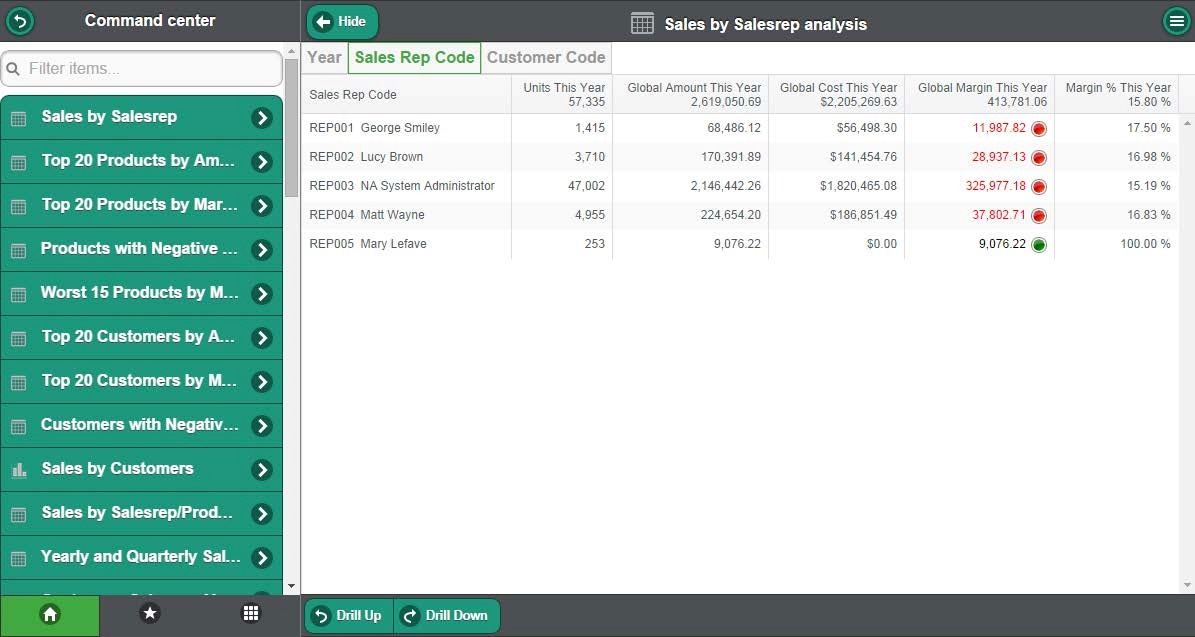 Command center
Hide
Sales by Salesrep analysis
Filter items...
Sales by Salesrep
Top 20 Products by Am...
Top 20 Products by Mar...
Products with Negative ...
Worst 15 Products by M...
Top 20 Customers by A...
Top 20 Customers by M...
Customers with Negativ...
Sales by Customers
Sales by Salesrep/Prod...
Yearly and Quarterly Sal...
Year Sales Rep Code Customer Code
Sales Rep Code Units This Year Global Amount This Year Global Cost This Year Global Margin This Year Margin % This Year
57,335 2,619,050.69 $2,205,269.63 413,781.06 15.80 %
REP001 George Smiley 1,415 68,486.12 $56,498.30 11,987.82 17.50 %
REP002 Lucy Brown 3,710 170,391.89 $141,454.76 28,937.13 16.98 %
REP003 NA System Administrator 47,002 2,146,442.26 $1,820,465.08 325,977.18 15.19 %
REP004 Matt Wayne 4,955 224,654.20 $186,851.49 37,802.71 16.83 %
REP005 Mary Lefave 253 9,076.22 $0.00 9,076.22 100.00 %
Drill Up Drill Down